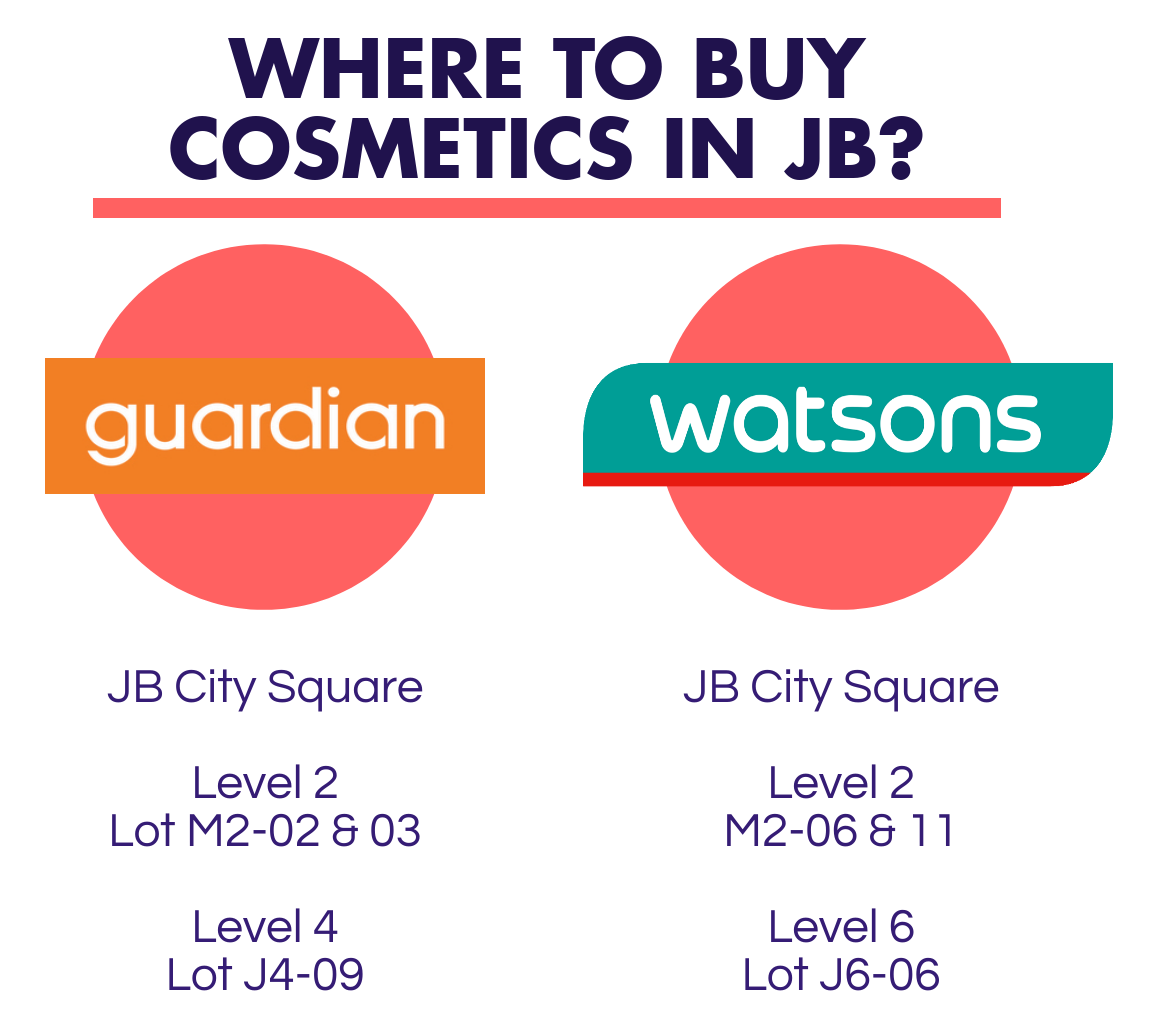 WHERE TO BUY
COSMETICS IN JB?
guardian
JB City Square
Level 2
Lot M2-02 & 03
Level 4
Lot J4-09
watsons
JB City Square
Level 2
M2-06 & 11
Level 6
Lot J6-06